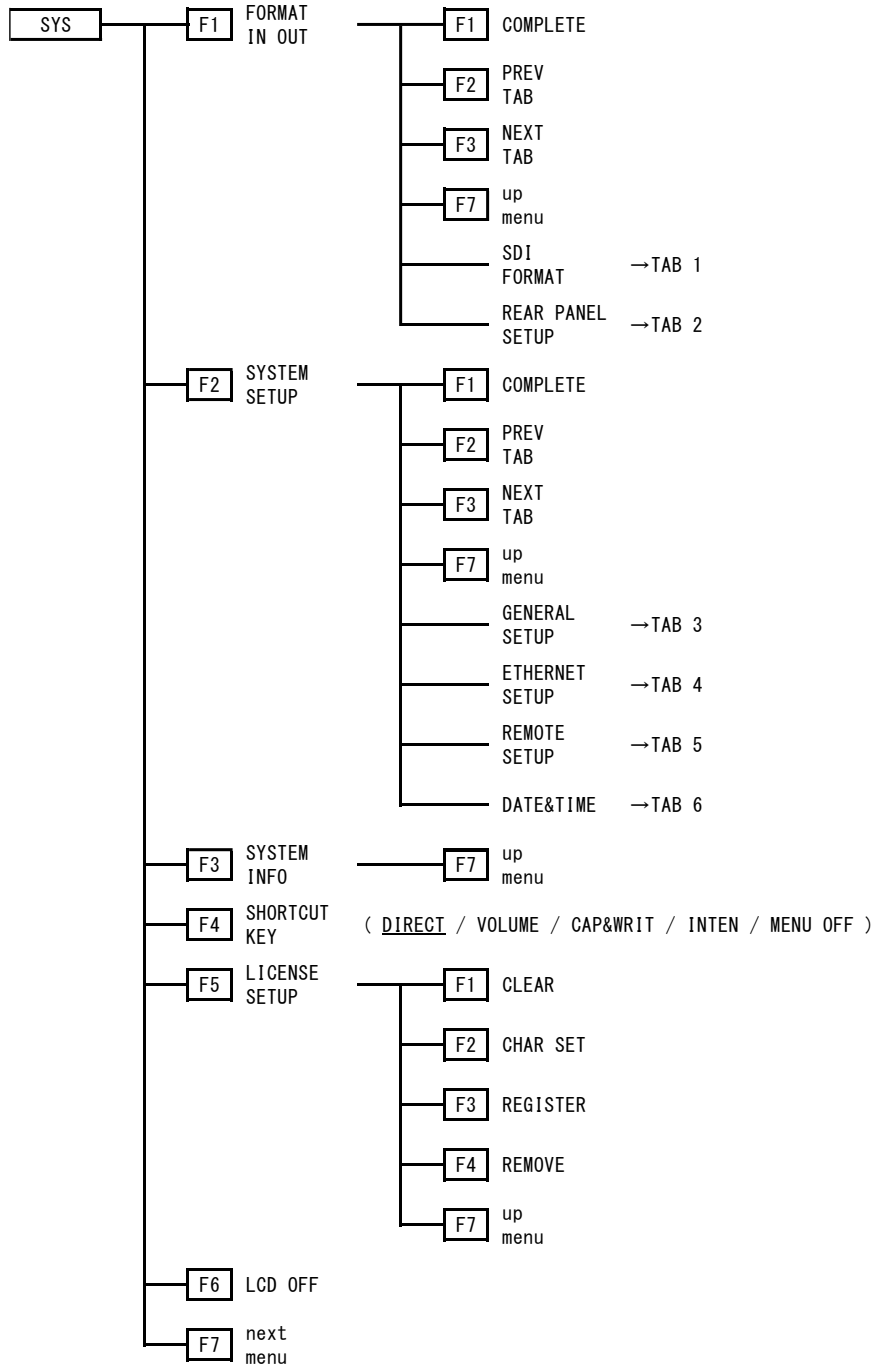 SYS
F1 FORMAT IN OUT
F1 COMPLETE
F2 PREV TAB
F3 NEXT TAB
F7 up menu
SDI FORMAT →TAB 1
REAR PANEL SETUP →TAB 2
F2 SYSTEM SETUP
F1 COMPLETE
F2 PREV TAB
F3 NEXT TAB
F7 up menu
GENERAL SETUP →TAB 3
ETHERNET SETUP →TAB 4
REMOTE SETUP →TAB 5
DATE&TIME →TAB 6
F3 SYSTEM INFO
F7 up menu
F4 SHORTCUT KEY ( DIRECT / VOLUME / CAP&WRIT / INTEN / MENU OFF )
F5 LICENSE SETUP
F1 CLEAR
F2 CHAR SET
F3 REGISTER
F4 REMOVE
F7 up menu
F6 LCD OFF
F7 next menu